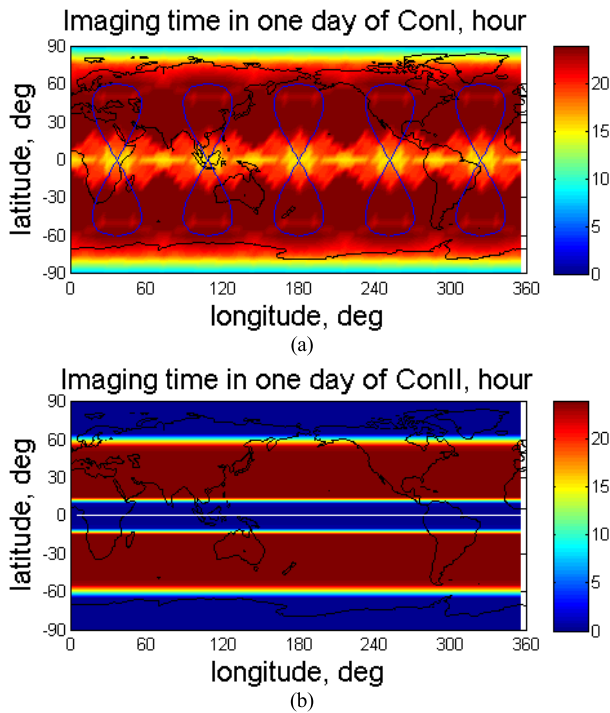 Imaging time in one day of ConI, hour
90
60
30
0
-30
-60
-90
latitude, deg
0 60 120 180 240 300 360
longitude, deg
20
15
10
5
0
(a)
Imaging time in one day of ConII, hour
90
60
30
0
-30
-60
-90
latitude, deg
0 60 120 180 240 300 360
longitude, deg
20
15
10
5
0
(b)